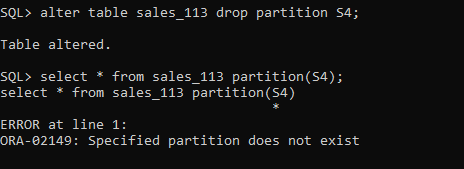 SQL> alter table sales_113 drop partition S4;
Table altered.
SQL> select * from sales_113 partition(S4);
select * from sales_113 partition(S4)
*
ERROR at line 1:
ORA-02149: Specified partition does not exist